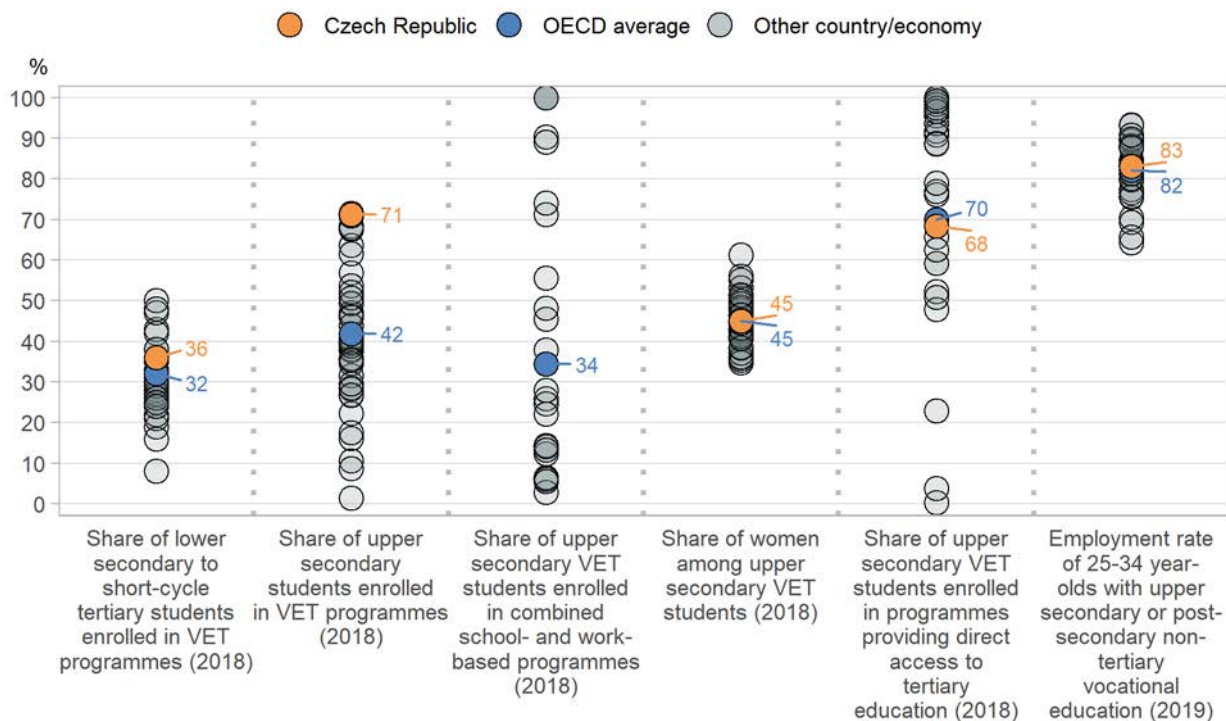 Czech Republic OECD average Other country/economy
%
100
90
80
70
60
50
40
30
20
10
0
36
32
71
42
34
45
45
70
68
83
82
Share of lower
secondary to
short-cycle
tertiary students
enrolled in VET
programmes (2018)
Share of upper
secondary
students enrolled
in VET programmes
(2018)
Share of upper
secondary VET
students enrolled
in combined
school- and work-
based programmes
(2018)
Share of women
among upper
secondary VET
students (2018)
Share of upper
secondary VET
students enrolled
in programmes
providing direct
access to
tertiary
education (2018)
Employment rate
of 25-34 year-
olds with upper
secondary or post-
secondary non-
tertiary
vocational
education (2019)